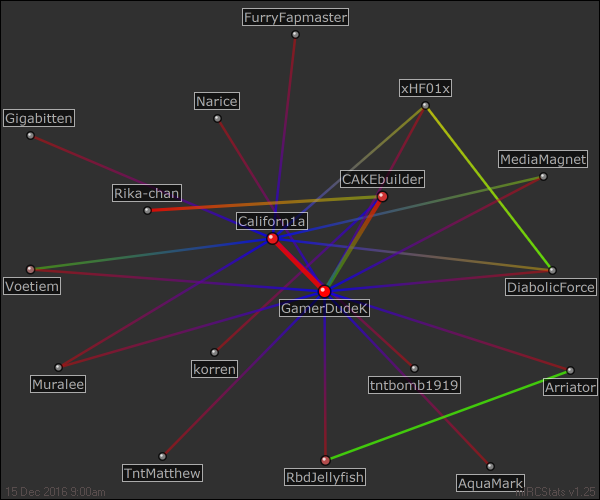 FurryFapmaster
xHF01x
Narice
Gigabitten
MediaMagnet
CAKEbuilder
Rika-chan
Californ1a
Voetiem
DiabolicForce
GamerDudeK
korren
tntbomb1919
Muralee
Arriator
TntMatthew
RbdJellyfish
AquaMark
15 Dec 2016 9:00am
mIRCStats v1.25